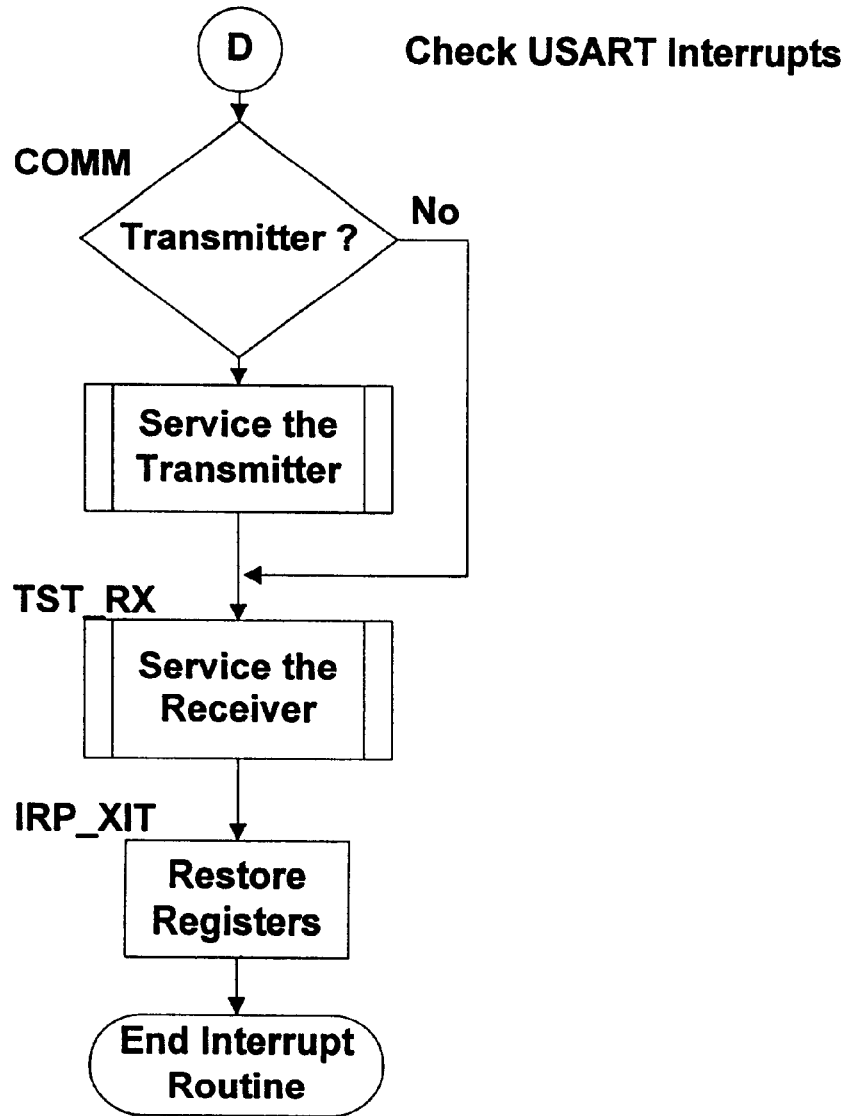 D
Check USART Interrupts
COMM
Transmitter ?
No
Service the
Transmitter
TST_RX
Service the
Receiver
IRP_XIT
Restore
Registers
End Interrupt
Routine